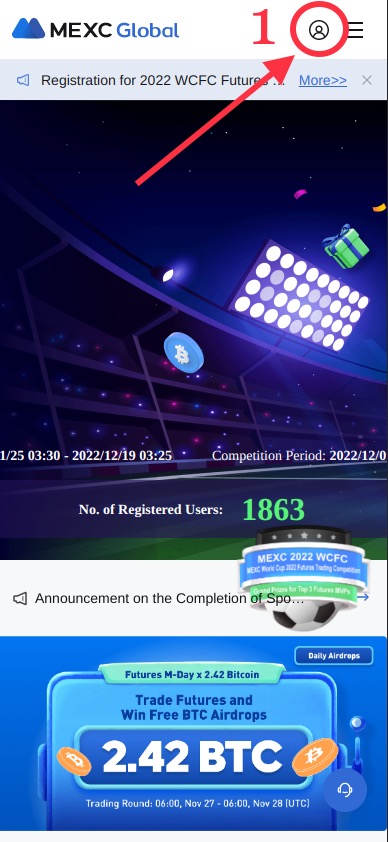 MEXC Global
1
Registration for 2022 WCFC Futures ... More>>
1/25 03:30 - 2022/12/19 03:25 Competition Period: 2022/12/0
No. of Registered Users: 1863
MEXC 2022 WCFC
MEXC World Cup 2022 Futures Trading Competition
Grand Prizes for Top 3 Futures MVPs
Announcement on the Completion of Spo...
Daily Airdrops
Futures M-Day x 2.42 Bitcoin
Trade Futures and
Win Free BTC Airdrops
2.42 BTC
Trading Round: 06:00, Nov 27 - 06:00, Nov 28 (UTC)